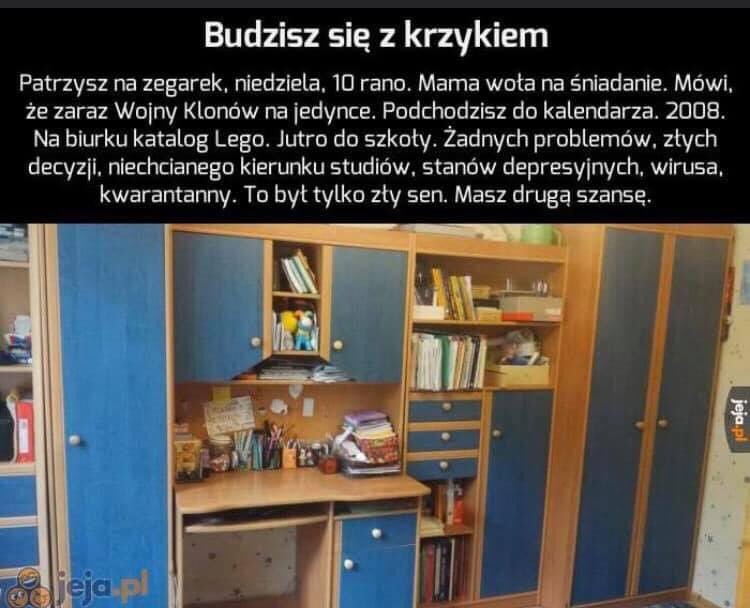 Budzisz się z krzykiem
Patrzysz na zegarek, niedziela, 10 rano. Mama woła na śniadanie. Mówi,
że zaraz Wojny Klonów na jedynce. Podchodzisz do kalendarza. 2008.
Na biurku katalog Lego. Jutro do szkoły. Żadnych problemów, złych
decyzji, niechcianego kierunku studiów, stanów depresyjnych, wirusa,
kwarantanny. To był tylko zły sen. Masz drugą szansę.
jeja.pl
jeja.pl